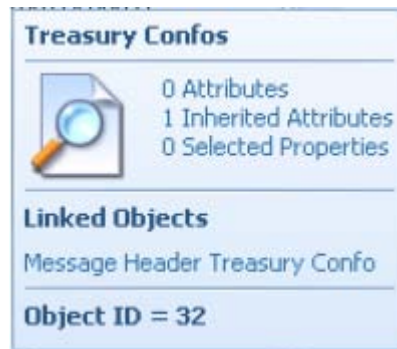 Treasury Confos
0 Attributes
1 Inherited Attributes
0 Selected Properties
Linked Objects
Message Header Treasury Confo
Object ID = 32